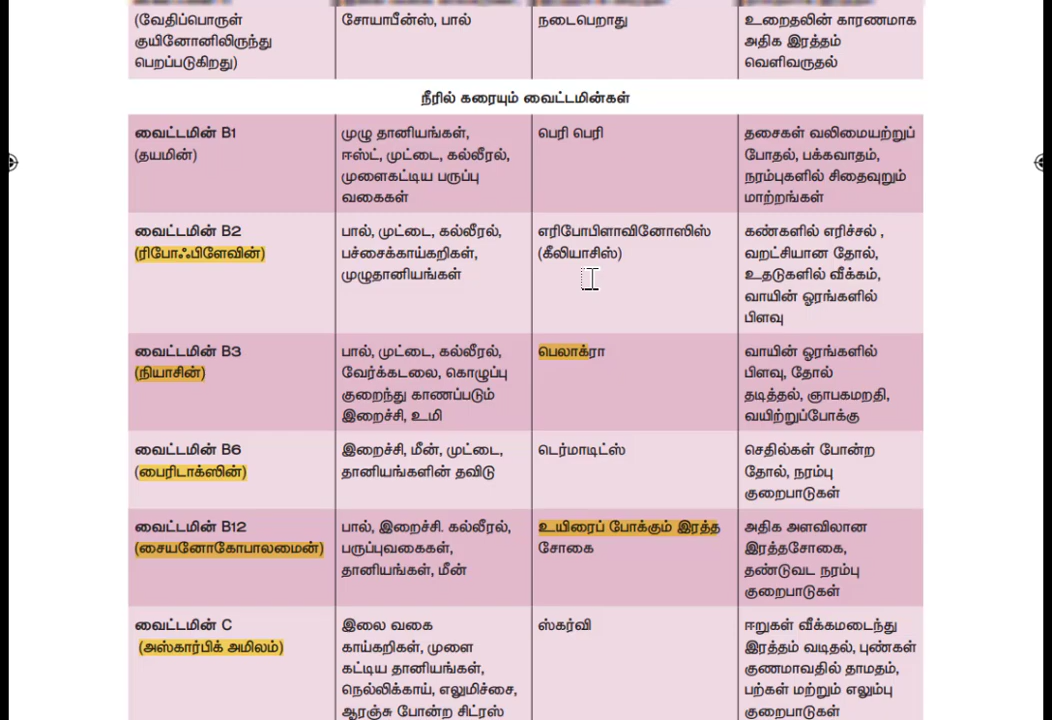 (வேதிப்பொருள்
குயினோனிலிருந்து
பெறப்படுகிறது)
சோயாபீன்ஸ், பால்
நடைபெறாது
உறைதலின் காரணமாக
அதிக இரத்தம்
வெளிவருதல்
நீரில் கரையும் வைட்டமின்கள்
வைட்டமின் B1
(தயமின்)
முழு தானியங்கள்,
ஈஸ்ட், முட்டை, கல்லீரல்,
முளைகட்டிய பருப்பு
வகைகள்
பெரி பெரி
தசைகள் வலிமையற்றுப்
போதல், பக்கவாதம்,
நரம்புகளில் சிதைவுறும்
மாற்றங்கள்
வைட்டமின் B2
(ரிபோஃபிளேவின்)
பால், முட்டை, கல்லீரல்,
பச்சைக்காய்கறிகள்,
முழுதானியங்கள்
எரிபோபிளாவினோஸிஸ்
(கீலியாசிஸ்)
கண்களில் எரிச்சல் ,
வறட்சியான தோல்,
உதடுகளில் வீக்கம்,
வாயின் ஓரங்களில்
பிளவு
வைட்டமின் B3
(நியாசின்)
பால், முட்டை, கல்லீரல்,
வேர்க்கடலை, கொழுப்பு
குறைந்து காணப்படும்
இறைச்சி, உமி
பெலாக்ரா
வாயின் ஓரங்களில்
பிளவு, தோல்
தடித்தல், ஞாபகமறதி,
வயிற்றுப்போக்கு
வைட்டமின் B6
(பைரிடாக்ஸின்)
இறைச்சி, மீன், முட்டை,
தானியங்களின் தவிடு
டெர்மாடிட்ஸ்
செதில்கள் போன்ற
தோல், நரம்பு
குறைபாடுகள்
வைட்டமின் B12
(சையனோகோபாலமைன்)
பால், இறைச்சி. கல்லீரல்,
பருப்புவகைகள்,
தானியங்கள், மீன்
உயிரைப் போக்கும் இரத்த
சோகை
அதிக அளவிலான
இரத்தசோகை,
தண்டுவட நரம்பு
குறைபாடுகள்
வைட்டமின் C
(அஸ்கார்பிக் அமிலம்)
இலை வகை
காய்கறிகள், முளை
கட்டிய தானியங்கள்,
நெல்லிக்காய், எலுமிச்சை,
ஆரஞ்சு போன்ற சிட்ரஸ்
ஸ்கர்வி
ஈறுகள் வீக்கமடைந்து
இரத்தம் வடிதல், புண்கள்
குணமாவதில் தாமதம்,
பற்கள் மற்றும் எலும்பு
குறைபாடுகள்